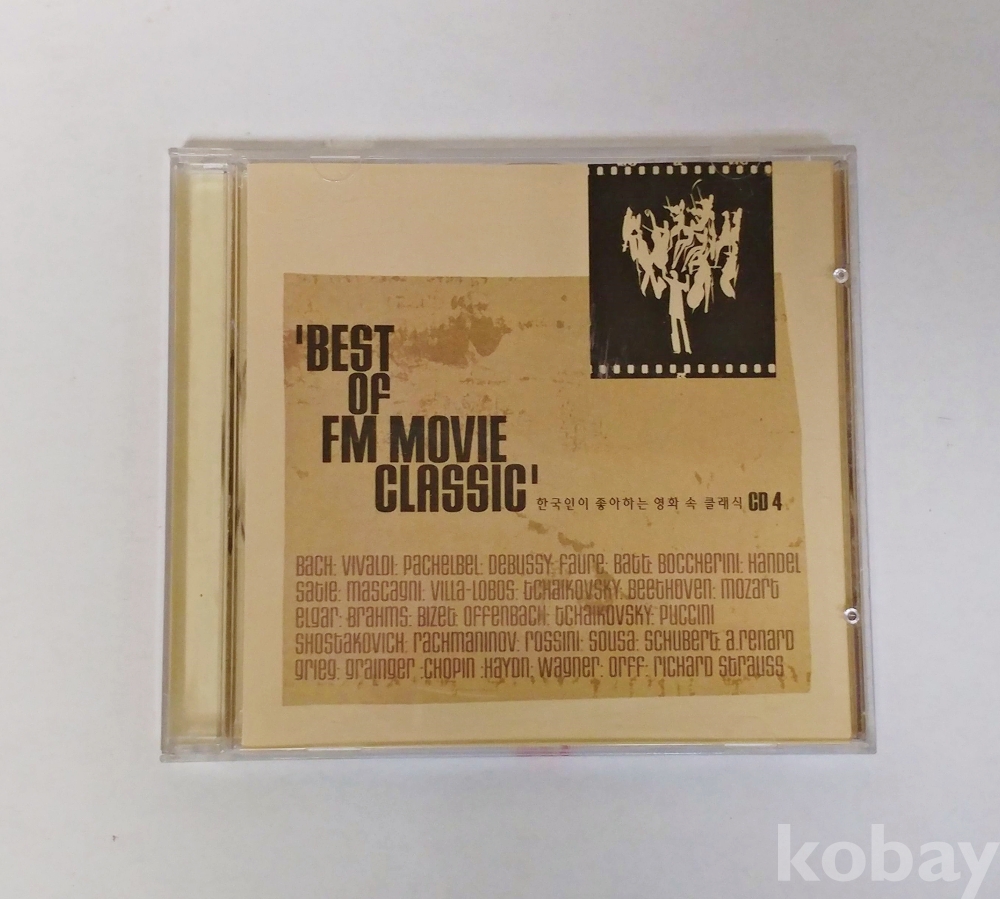 'BEST
OF
FM MOVIE
CLASSIC' 한국인이 좋아하는 영화 속 클래식 CD 4
BACH: VIVALDI: PACHELBEL: DEBUSSY: FAURE: BATT: BOCCHERINI: HANDEL
SATIE: MASCAGNI: VILLA-LOBOS: TCHAIKOVSKY: BEETHOVEN: MOZART
ELGAR: BRAHMS: BIZET: OFFENBACH: TCHAIKOVSKY: PUCCINI
SHOSTAKOVICH: RACHMANINOV: ROSSINI: SOUSA: SCHUBERT: A.RENARD
GRIEG: GRAINGER :CHOPIN :HAYDN: WAGNER: ORFF: RICHARD STRAUSS
kobay